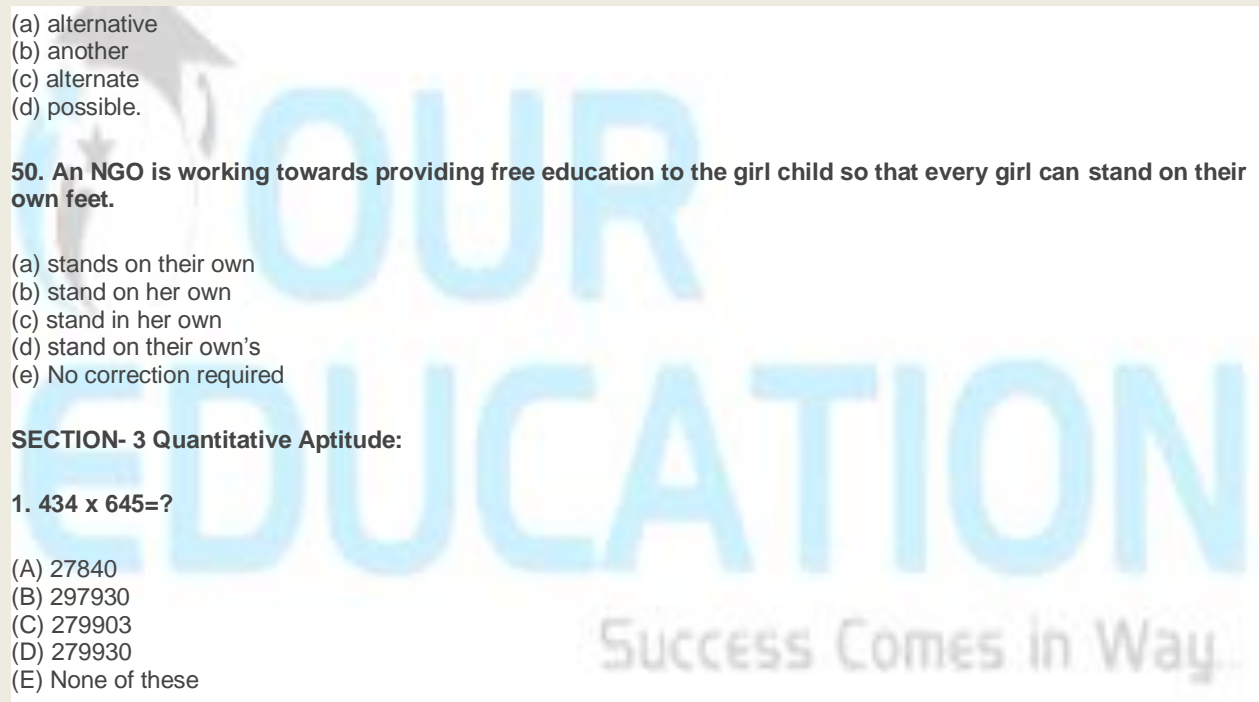 (a) alternative
(b) another
(c) alternate
(d) possible.
50. An NGO is working towards providing free education to the girl child so that every girl can stand on their
own feet.
(a) stands on their own
(b) stand on her own
(c) stand in her own
(d) stand on their own’s
(e) No correction required
SECTION- 3 Quantitative Aptitude:
1. 434 x 645=?
(A) 27840
(B) 297930
(C) 279903
(D) 279930
(E) None of these
OUR
EDUCATION
Success Comes in Way